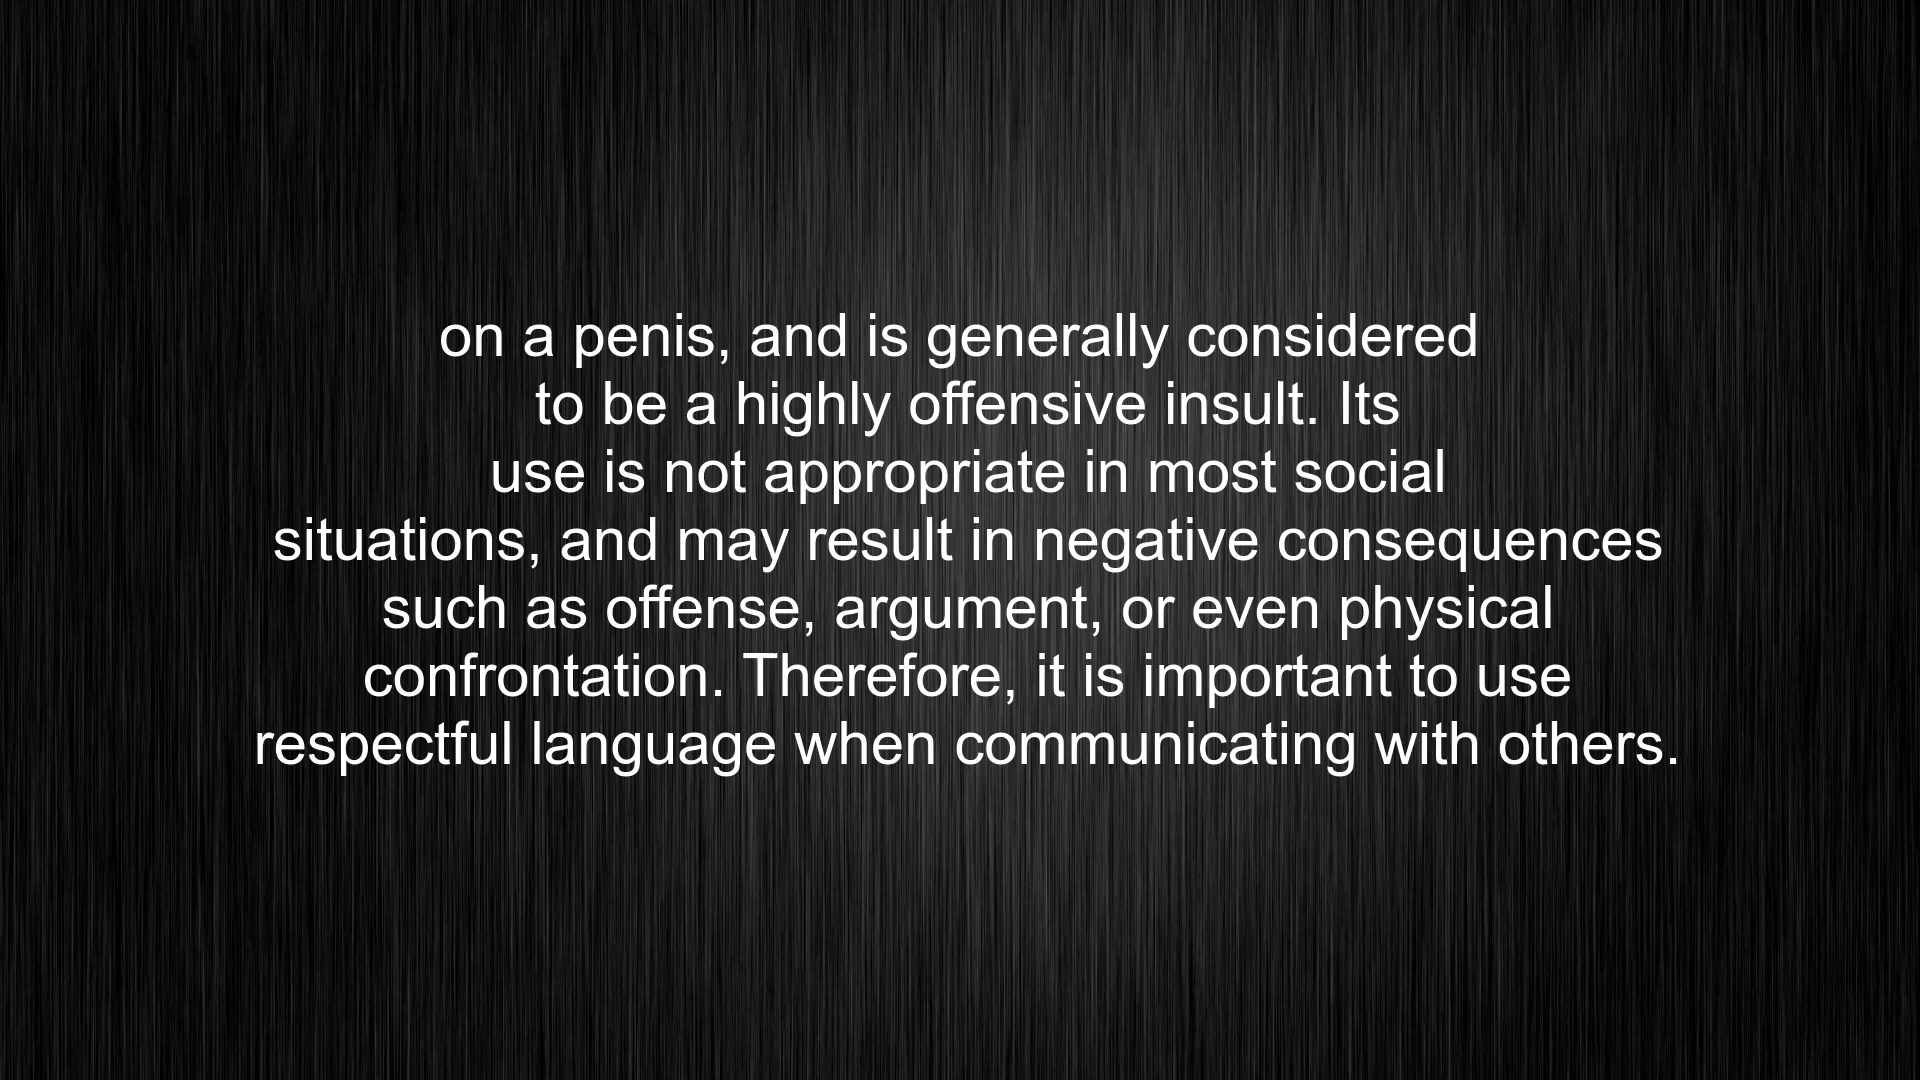 on a penis, and is generally considered
to be a highly offensive insult. Its
use is not appropriate in most social
situations, and may result in negative consequences
such as offense, argument, or even physical
confrontation. Therefore, it is important to use
respectful language when communicating with others.